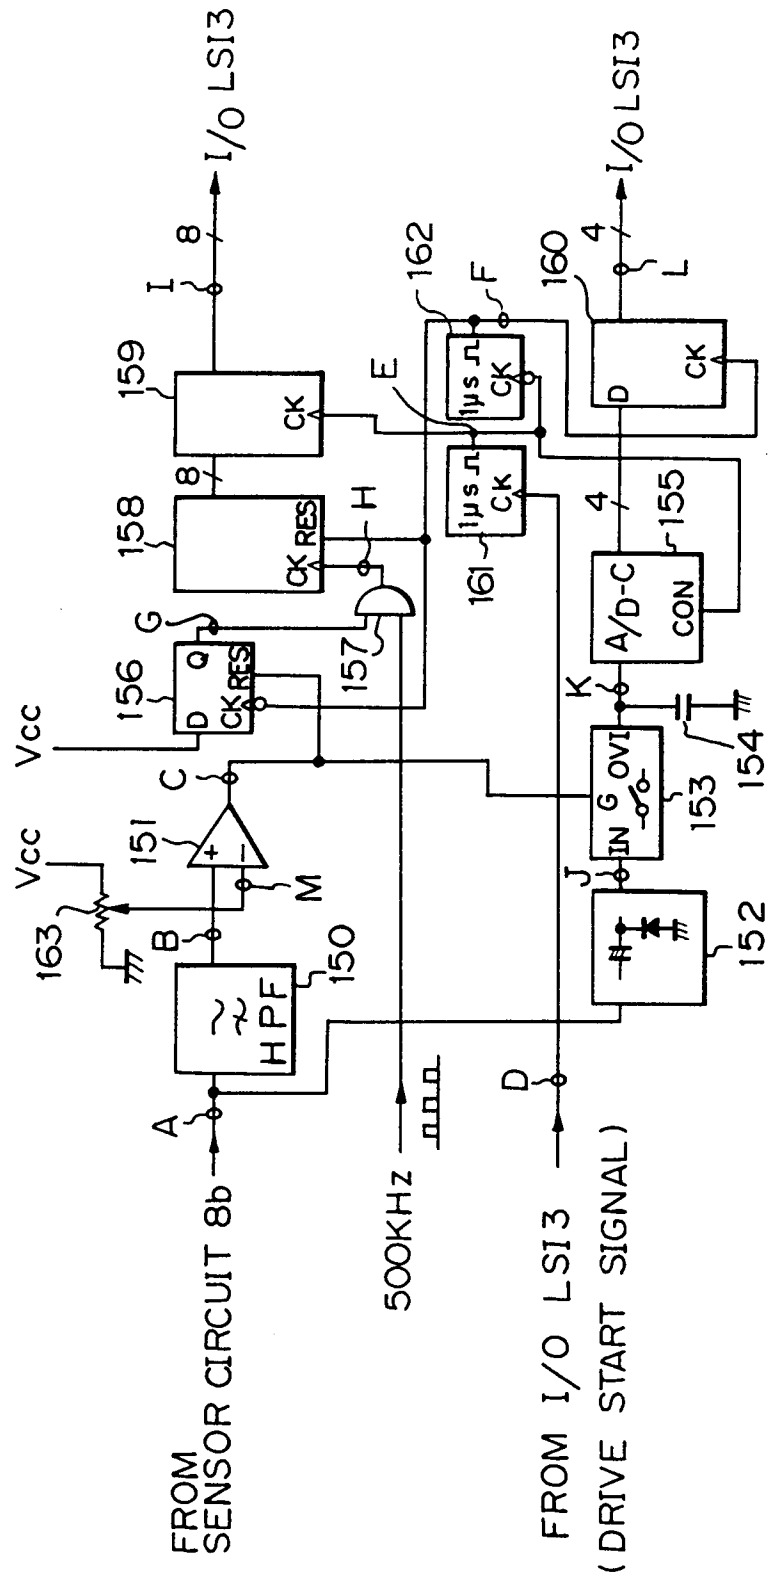 FROM
SENSOR CIRCUIT 8b
A
HPF
150
B
163
Vcc
M
+
−
151
C
Vcc
156
D
Q
CK
RES
G
157
H
158
CK
RES
8
159
CK
I
8
I/O LSI3
500KHz
FROM I/O LSI3
(DRIVE START SIGNAL)
D
161
1μs
CK
E
162
1μs
CK
F
152
J
IN
G
OVI
153
154
K
A/D-C
CON
155
4
160
D
CK
L
4
I/O LSI3